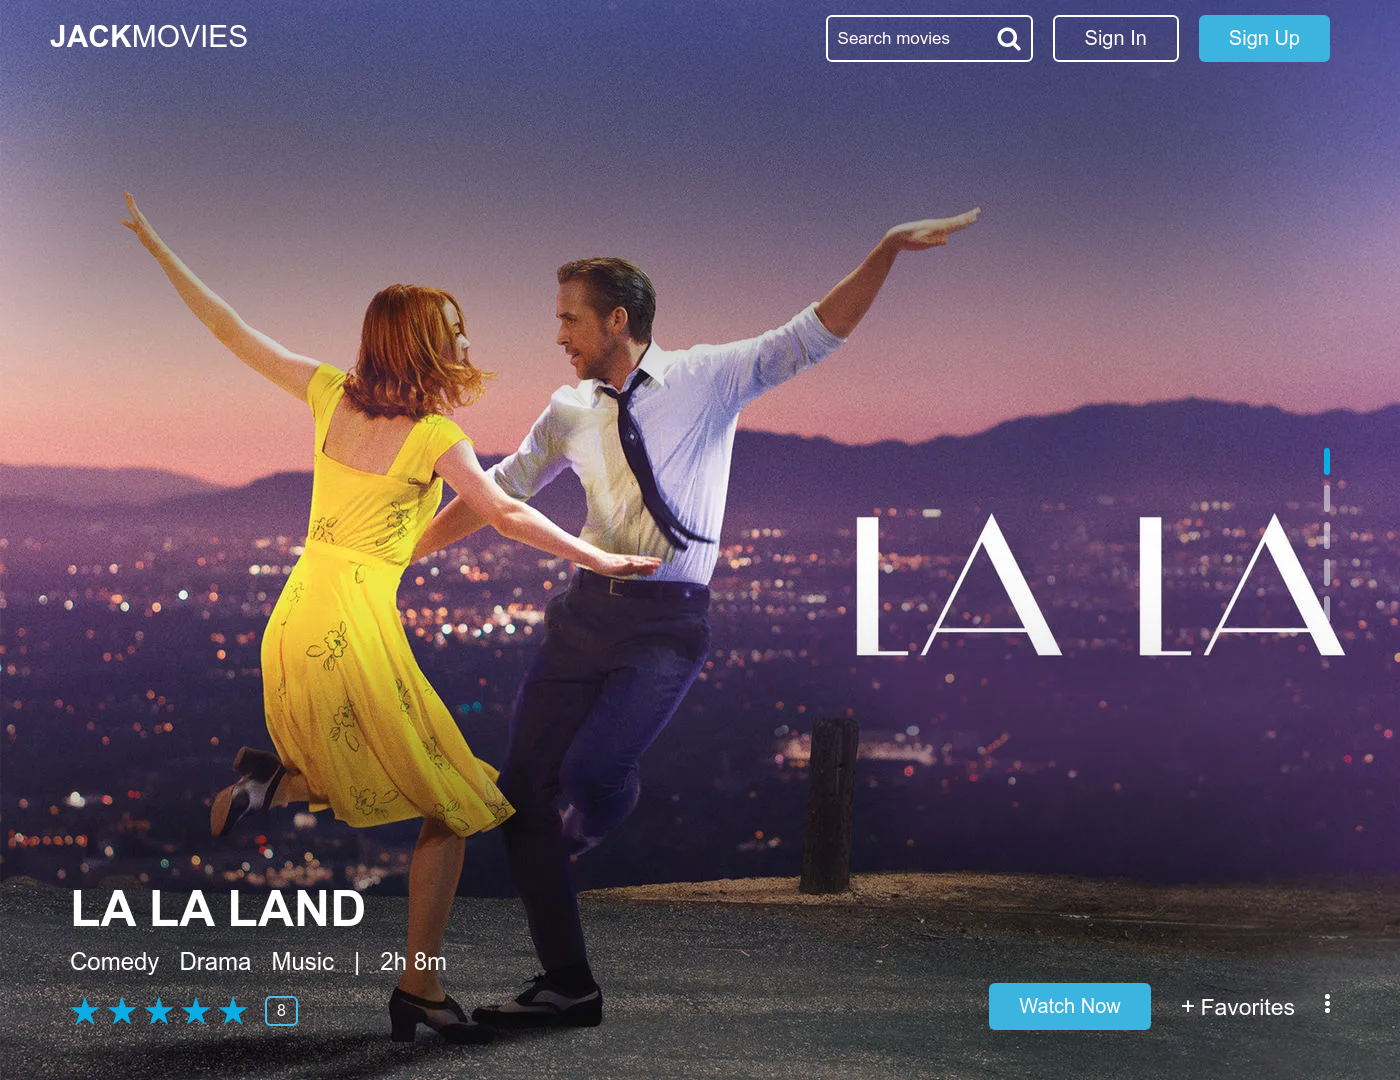 JACKMOVIES
Search movies
Sign In
Sign Up
LA LA
LA LA LAND
Comedy Drama Music | 2h 8m
8
Watch Now
+ Favorites